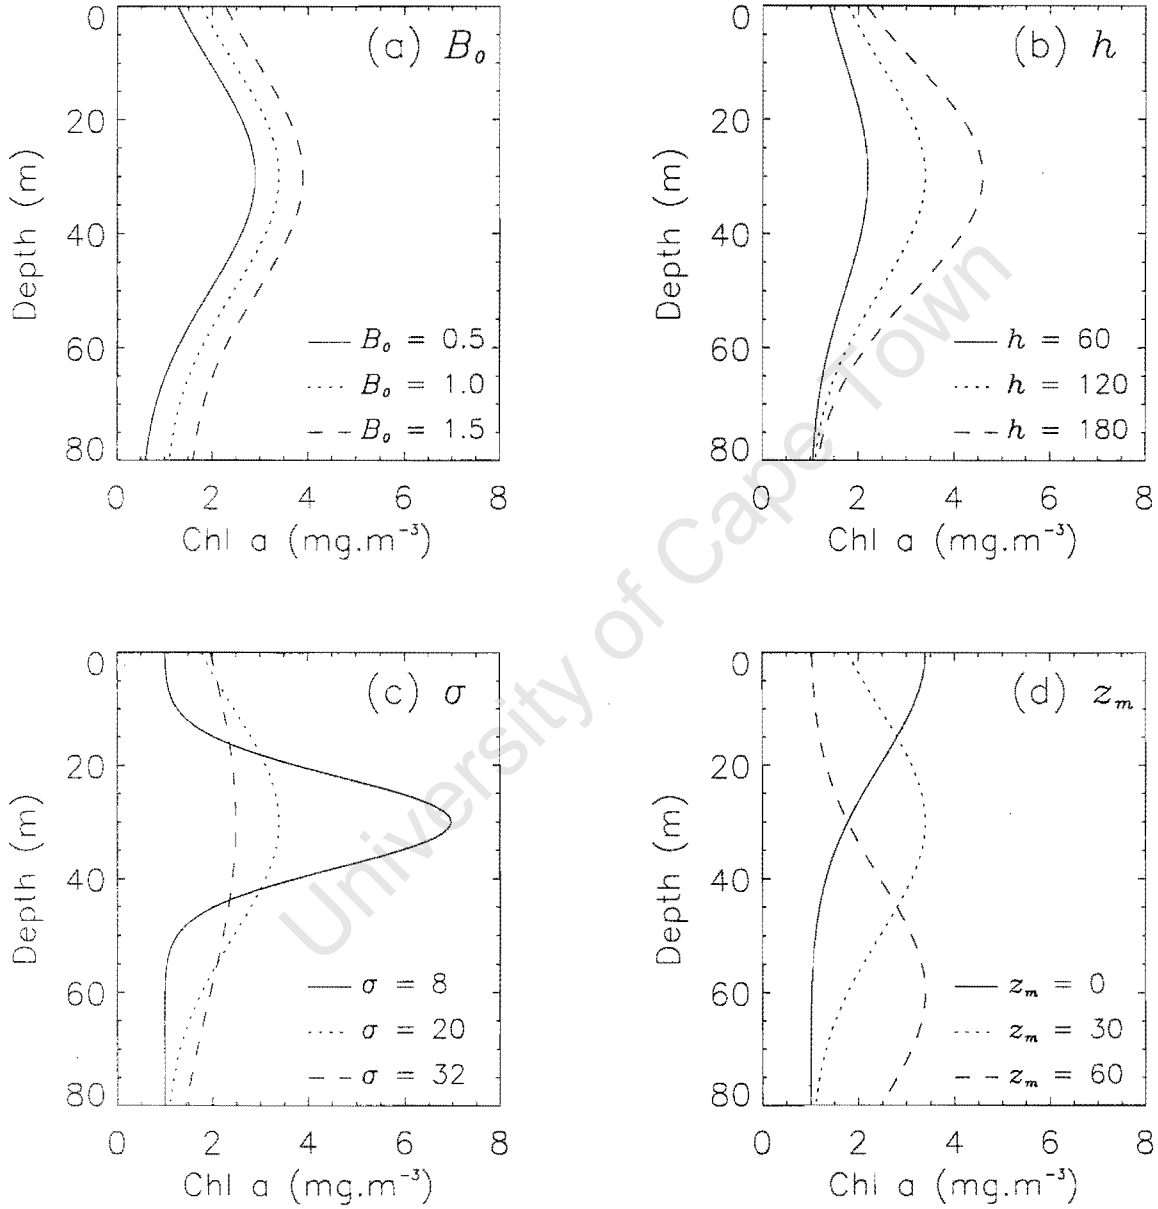 (a) B₀
0
20
40
60
80
Depth (m)
B₀ = 0.5
B₀ = 1.0
B₀ = 1.5
0 2 4 6 8
Chl a (mg.m⁻³)
(b) h
0
20
40
60
80
Depth (m)
h = 60
h = 120
h = 180
0 2 4 6 8
Chl a (mg.m⁻³)
(c) σ
0
20
40
60
80
Depth (m)
σ = 8
σ = 20
σ = 32
0 2 4 6 8
Chl a (mg.m⁻³)
(d) zₘ
0
20
40
60
80
Depth (m)
zₘ = 0
zₘ = 30
zₘ = 60
0 2 4 6 8
Chl a (mg.m⁻³)
University of Cape Town